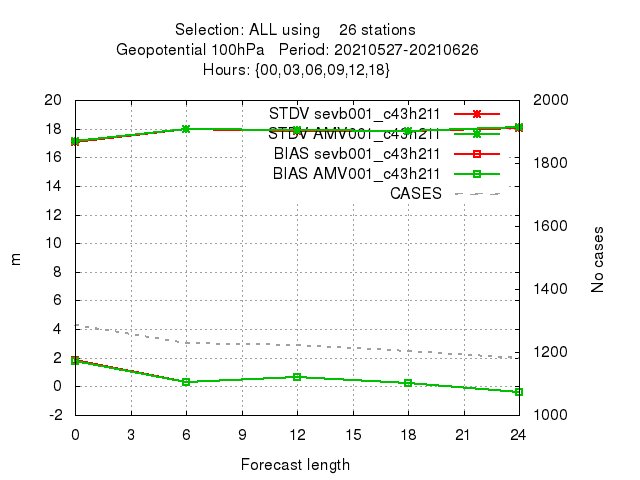 Selection: ALL using 26 stations
Geopotential 100hPa Period: 20210527-20210626
Hours: {00,03,06,09,12,18}
20 2000
STDV sevb001_c43h211
18 STDV AMV001_c43h211
16 BIAS sevb001_c43h211 1800
BIAS AMV001_c43h211
14 CASES
12 1600
10
8 1400
6
4
2 1200
0
-2 1000
m
No cases
0 3 6 9 12 15 18 21 24
Forecast length